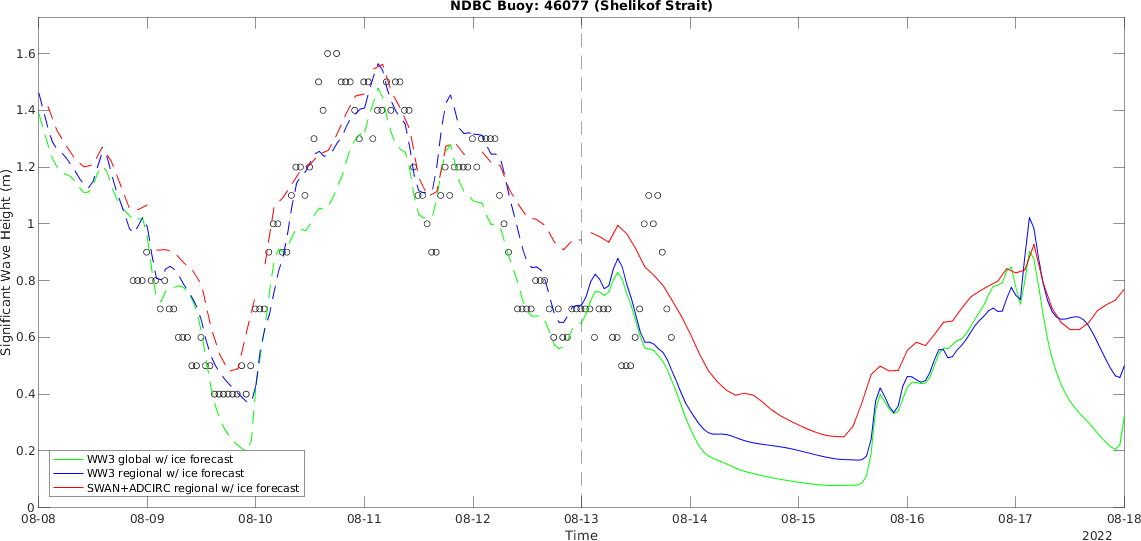 NDBC Buoy: 46077 (Shelikof Strait)
Significant Wave Height (m)
1.6
1.4
1.2
1
0.8
0.6
0.4
0.2
0
WW3 global w/ ice forecast
WW3 regional w/ ice forecast
SWAN+ADCIRC regional w/ ice forecast
08-08 08-09 08-10 08-11 08-12 08-13 08-14 08-15 08-16 08-17 08-18
Time
2022